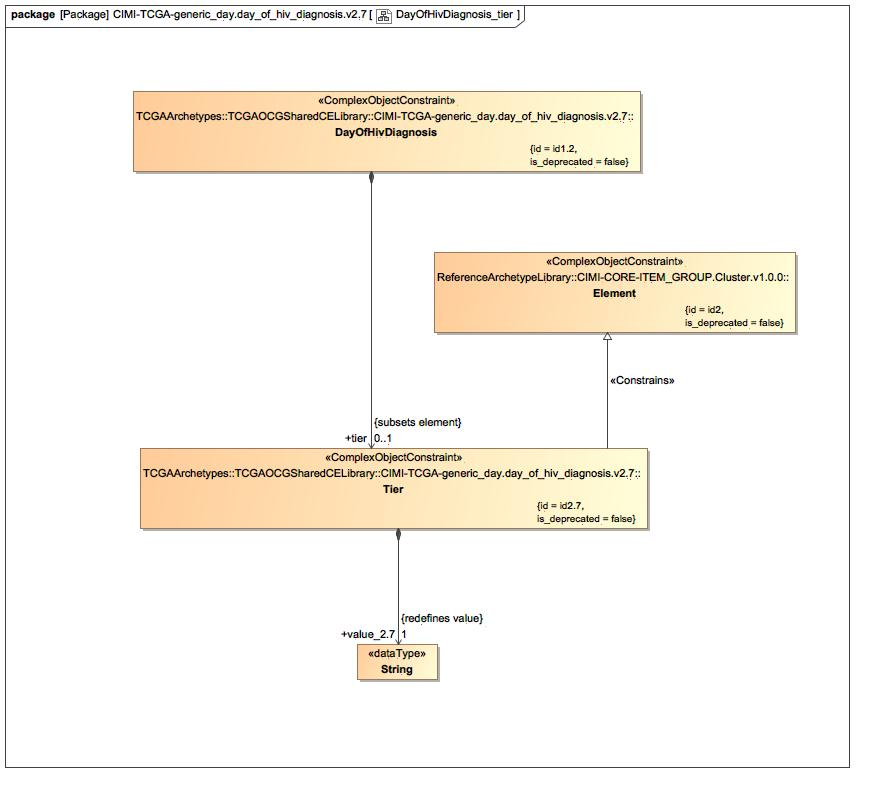 package [Package] CIMI-TCGA-generic_day.day_of_hiv_diagnosis.v2.7 [ DayOfHivDiagnosis_tier ]
«ComplexObjectConstraint»
TCGAArchetypes::TCGAOCGSharedCELibrary::CIMI-TCGA-generic_day.day_of_hiv_diagnosis.v2.7::
DayOfHivDiagnosis
{id = id1.2,
is_deprecated = false}
«ComplexObjectConstraint»
ReferenceArchetypeLibrary::CIMI-CORE-ITEM_GROUP.Cluster.v1.0.0::
Element
{id = id2,
is_deprecated = false}
«Constrains»
{subsets element}
+tier 0..1
«ComplexObjectConstraint»
TCGAArchetypes::TCGAOCGSharedCELibrary::CIMI-TCGA-generic_day.day_of_hiv_diagnosis.v2.7::
Tier
{id = id2.7,
is_deprecated = false}
{redefines value}
+value_2.7 1
«dataType»
String